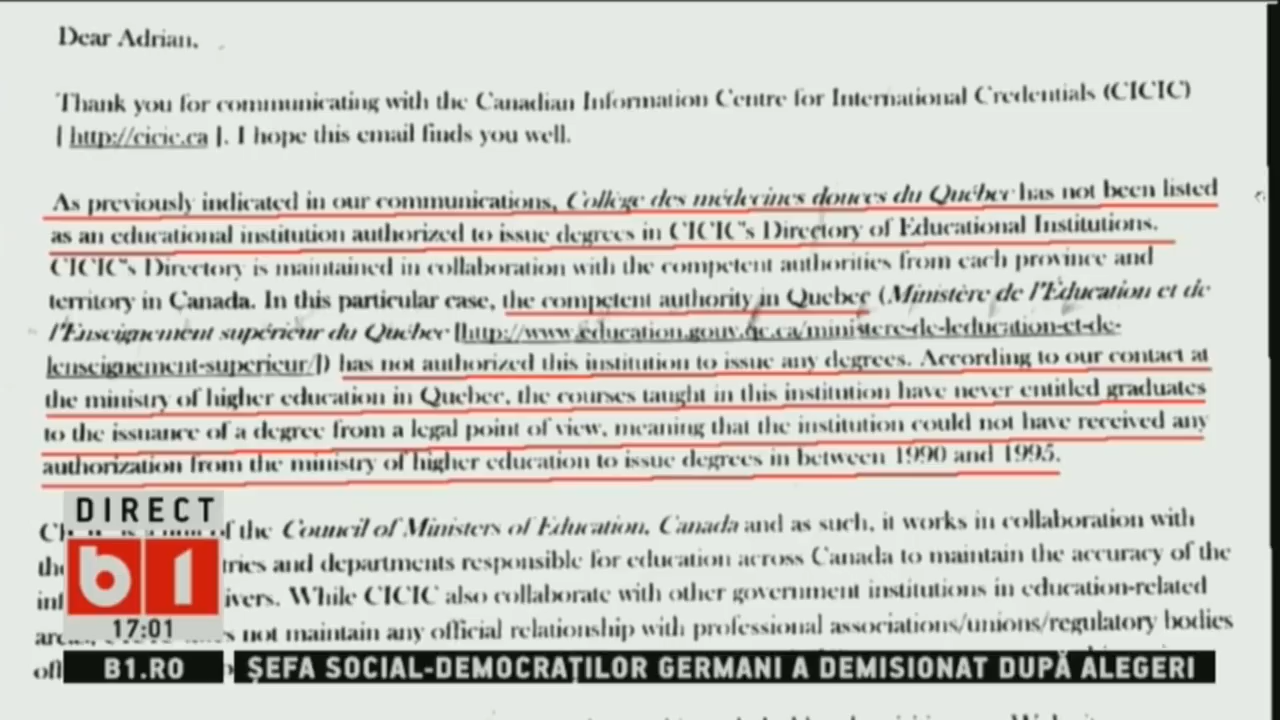 Dear Adrian,
Thank you for communicating with the Canadian Information Centre for International Credentials (CICIC)
[ http://cicic.ca ]. I hope this email finds you well.
As previously indicated in our communications, Collège des médecines douces du Québec has not been listed
as an educational institution authorized to issue degrees in CICIC's Directory of Educational Institutions.
CICIC's Directory is maintained in collaboration with the competent authorities from each province and
territory in Canada. In this particular case, the competent authority in Quebec (Ministère de l'Éducation et de
l'Enseignement supérieur du Québec [http://www.education.gouv.qc.ca/ministere-de-leducation-et-de-
lenseignement-superieur/]) has not authorized this institution to issue any degrees. According to our contact at
the ministry of higher education in Quebec, the courses taught in this institution have never entitled graduates
to the issuance of a degree from a legal point of view, meaning that the institution could not have received any
authorization from the ministry of higher education to issue degrees in between 1990 and 1995.
DIRECT
of the Council of Ministers of Education, Canada and as such, it works in collaboration with
and departments responsible for education across Canada to maintain the accuracy of the
b1
While CICIC also collaborate with other government institutions in education-related
17:01
not maintain any official relationship with professional associations/unions/regulatory bodies
B1.RO
ȘEFA SOCIAL-DEMOCRAȚILOR GERMANI A DEMISIONAT DUPĂ ALEGERI